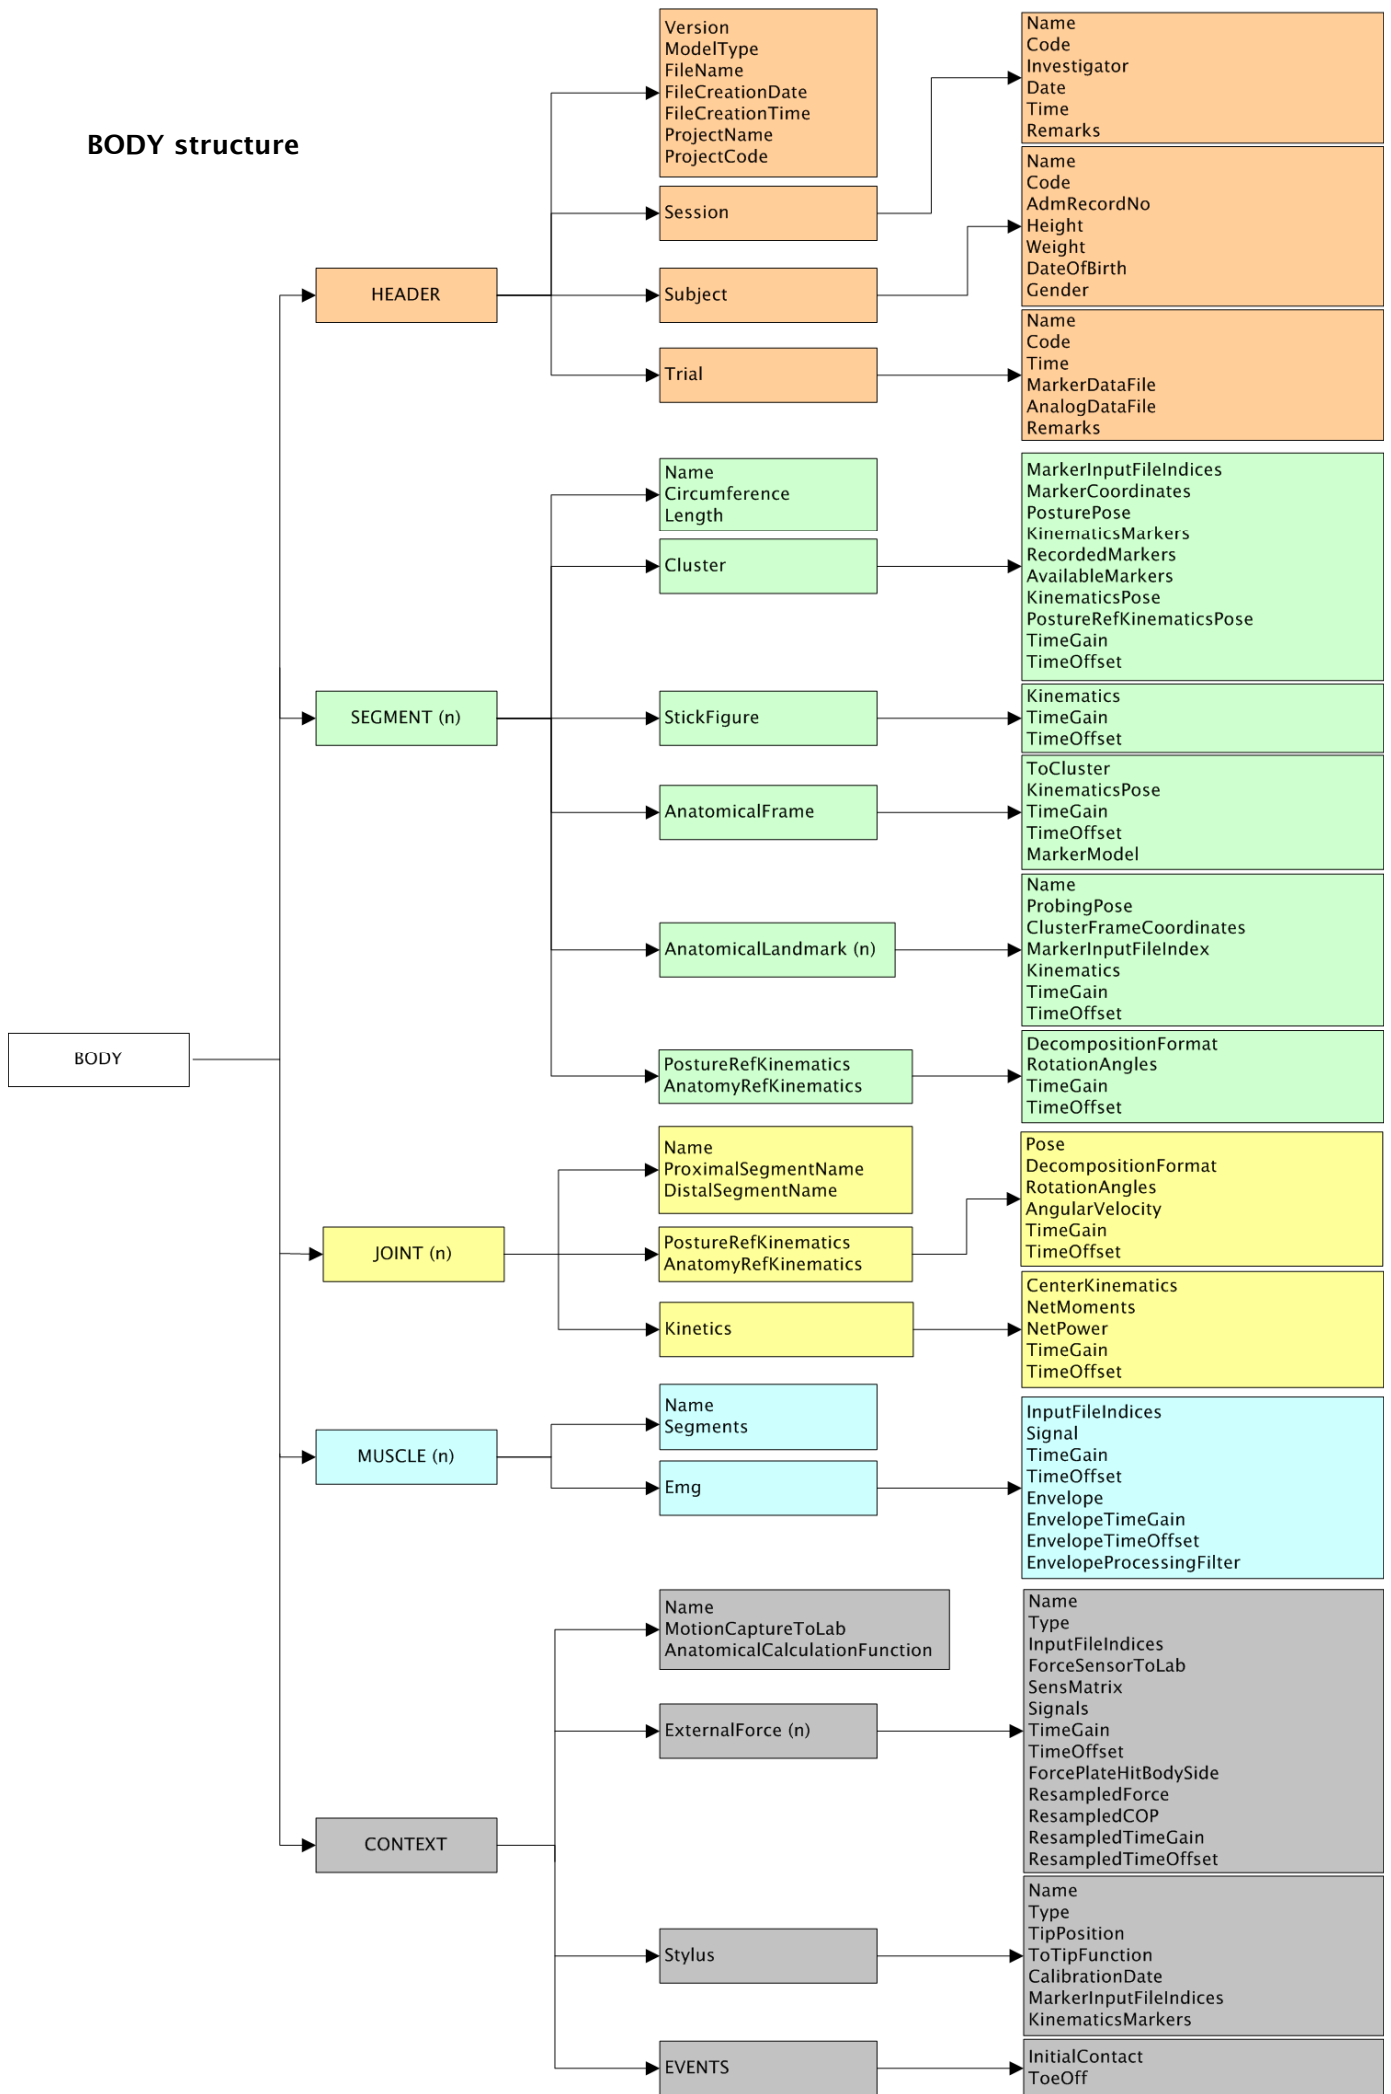 BODY structure
BODY
HEADER
Version
ModelType
FileName
FileCreationDate
FileCreationTime
ProjectName
ProjectCode
Session
Name
Code
Investigator
Date
Time
Remarks
Subject
Name
Code
AdmRecordNo
Height
Weight
DateOfBirth
Gender
Trial
Name
Code
Time
MarkerDataFile
AnalogDataFile
Remarks
SEGMENT (n)
Name
Circumference
Length
Cluster
MarkerInputFileIndices
MarkerCoordinates
PosturePose
KinematicsMarkers
RecordedMarkers
AvailableMarkers
KinematicsPose
PostureRefKinematicsPose
TimeGain
TimeOffset
StickFigure
Kinematics
TimeGain
TimeOffset
AnatomicalFrame
ToCluster
KinematicsPose
TimeGain
TimeOffset
MarkerModel
AnatomicalLandmark (n)
Name
ProbingPose
ClusterFrameCoordinates
MarkerInputFileIndex
Kinematics
TimeGain
TimeOffset
PostureRefKinematics
AnatomyRefKinematics
DecompositionFormat
RotationAngles
TimeGain
TimeOffset
JOINT (n)
Name
ProximalSegmentName
DistalSegmentName
PostureRefKinematics
AnatomyRefKinematics
Pose
DecompositionFormat
RotationAngles
AngularVelocity
TimeGain
TimeOffset
Kinetics
CenterKinematics
NetMoments
NetPower
TimeGain
TimeOffset
MUSCLE (n)
Name
Segments
Emg
InputFileIndices
Signal
TimeGain
TimeOffset
Envelope
EnvelopeTimeGain
EnvelopeTimeOffset
EnvelopeProcessingFilter
CONTEXT
Name
MotionCaptureToLab
AnatomicalCalculationFunction
ExternalForce (n)
Name
Type
InputFileIndices
ForceSensorToLab
SensMatrix
Signals
TimeGain
TimeOffset
ForcePlateHitBodySide
ResampledForce
ResampledCOP
ResampledTimeGain
ResampledTimeOffset
Stylus
Name
Type
TipPosition
ToTipFunction
CalibrationDate
MarkerInputFileIndices
KinematicsMarkers
EVENTS
InitialContact
ToeOff